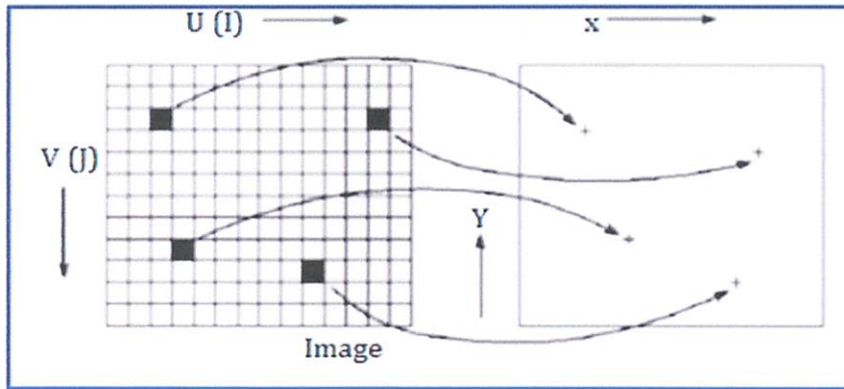 U (I)
x
V (J)
Y
Image